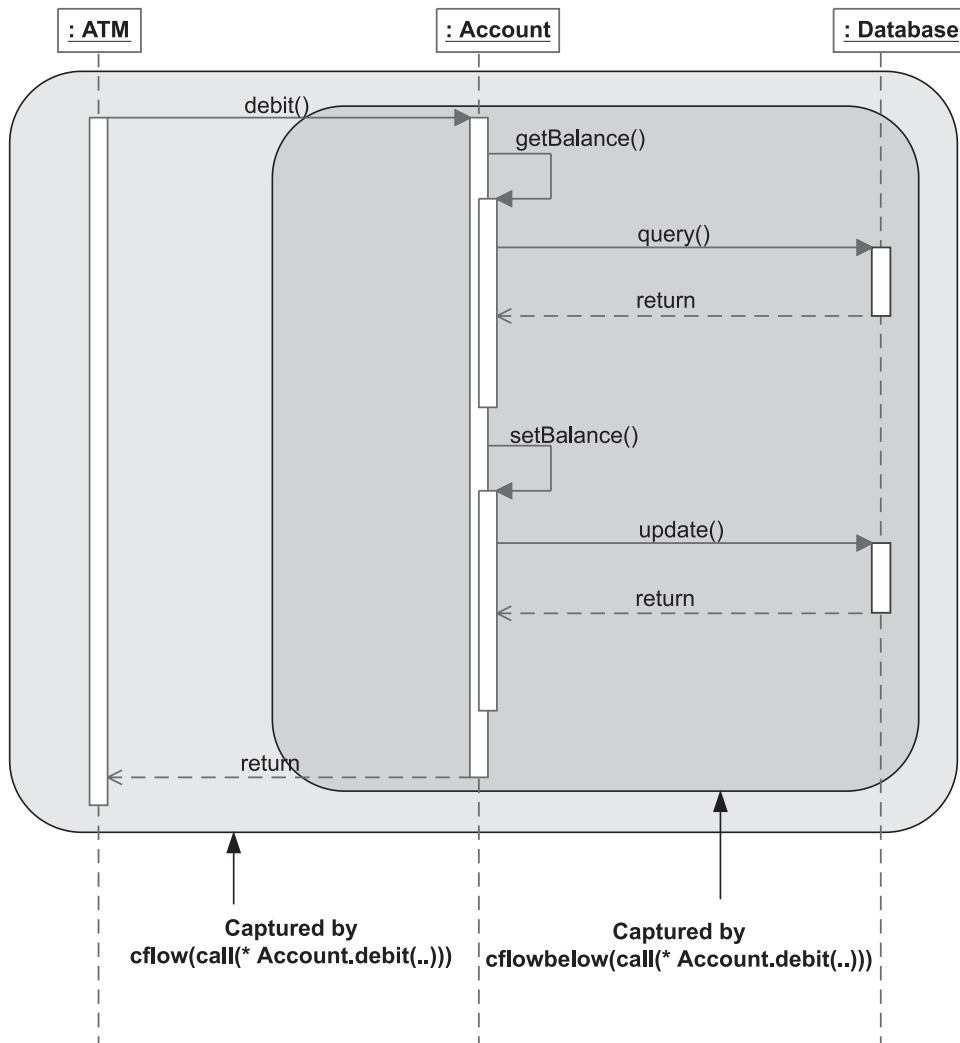 : ATM
: Account
: Database
debit()
getBalance()
query()
return
setBalance()
update()
return
return
Captured by
cflow(call(* Account.debit(..)))
Captured by
cflowbelow(call(* Account.debit(..)))